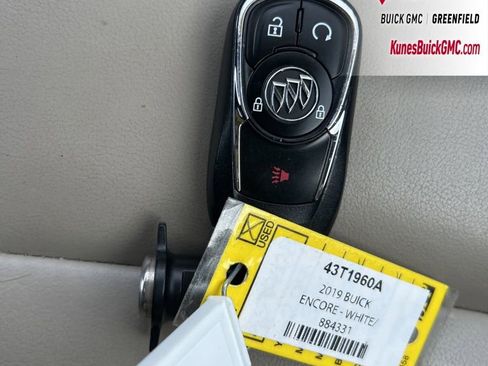 BUICK GMC | GREENFIELD
KunesBuickGMC.com
USED
43T1960A
2019 BUICK
ENCORE - WHITE/
884331